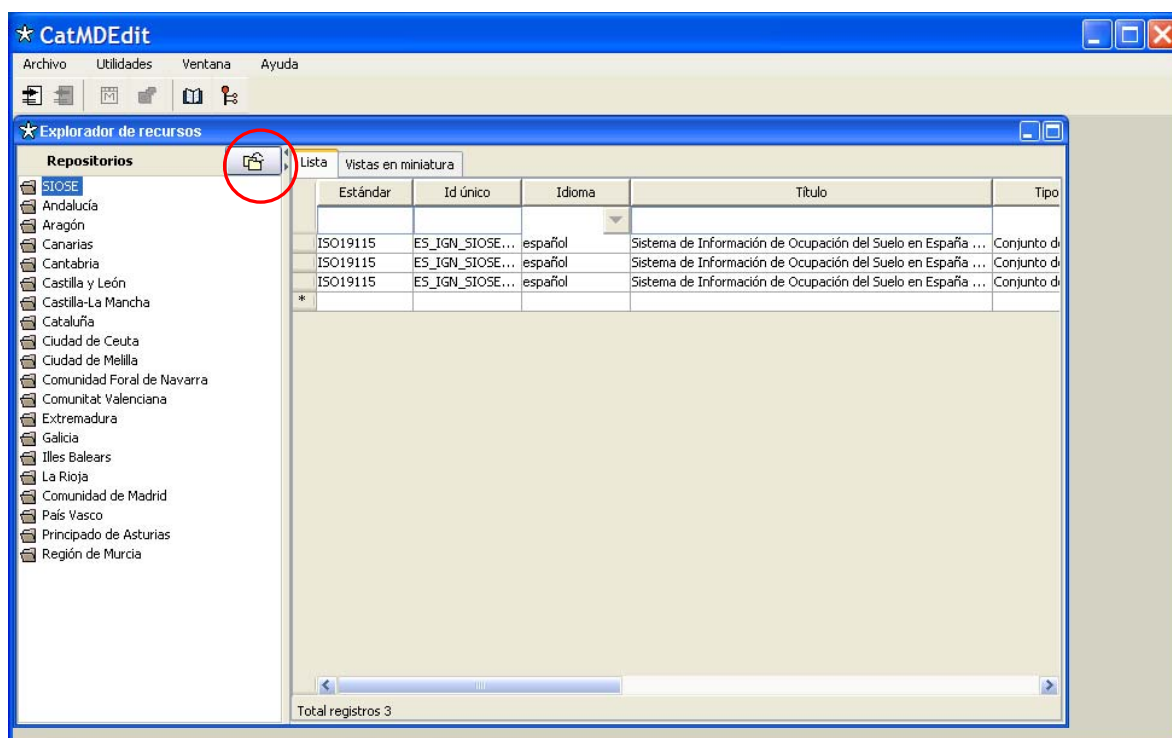 CatMDEdit
Archivo Utilidades Ventana Ayuda
Explorador de recursos
Repositorios
Lista Vistas en miniatura
SIOSE
Andalucía
Aragón
Canarias
Cantabria
Castilla y León
Castilla-La Mancha
Cataluña
Ciudad de Ceuta
Ciudad de Melilla
Comunidad Foral de Navarra
Comunitat Valenciana
Extremadura
Galicia
Illes Balears
La Rioja
Comunidad de Madrid
País Vasco
Principado de Asturias
Región de Murcia
Estándar Id único Idioma Título Tipo
ISO19115 ES_IGN_SIOSE... español Sistema de Información de Ocupación del Suelo en España ... Conjunto d
ISO19115 ES_IGN_SIOSE... español Sistema de Información de Ocupación del Suelo en España ... Conjunto d
ISO19115 ES_IGN_SIOSE... español Sistema de Información de Ocupación del Suelo en España ... Conjunto d
*
Total registros 3